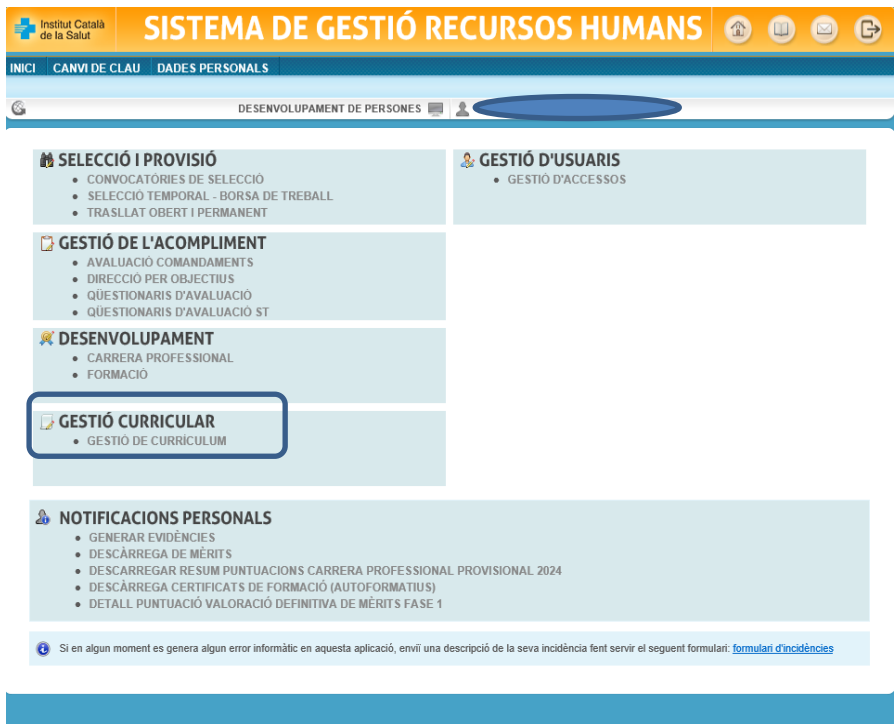 Institut Català
de la Salut
SISTEMA DE GESTIÓ RECURSOS HUMANS
INICI CANVI DE CLAU DADES PERSONALS
DESENVOLUPAMENT DE PERSONES
SELECCIÓ I PROVISIÓ
CONVOCATÒRIES DE SELECCIÓ
SELECCIÓ TEMPORAL - BORSA DE TREBALL
TRASLLAT OBERT I PERMANENT
GESTIÓ D'USUARIS
GESTIÓ D'ACCESSOS
GESTIÓ DE L'ACOMPLIMENT
AVALUACIÓ COMANDAMENTS
DIRECCIÓ PER OBJECTIUS
QÜESTIONARIS D'AVALUACIÓ
QÜESTIONARIS D'AVALUACIÓ ST
DESENVOLUPAMENT
CARRERA PROFESSIONAL
FORMACIÓ
GESTIÓ CURRICULAR
GESTIÓ DE CURRÍCULUM
NOTIFICACIONS PERSONALS
GENERAR EVIDÈNCIES
DESCÀRREGA DE MÈRITS
DESCARREGAR RESUM PUNTUACIONS CARRERA PROFESSIONAL PROVISIONAL 2024
DESCÀRREGA CERTIFICATS DE FORMACIÓ (AUTOFORMATIUS)
DETALL PUNTUACIÓ VALORACIÓ DEFINITIVA DE MÈRITS FASE 1
Si en algun moment es genera algun error informàtic en aquesta aplicació, enviï una descripció de la seva incidència fent servir el seguent formulari: formulari d'incidències